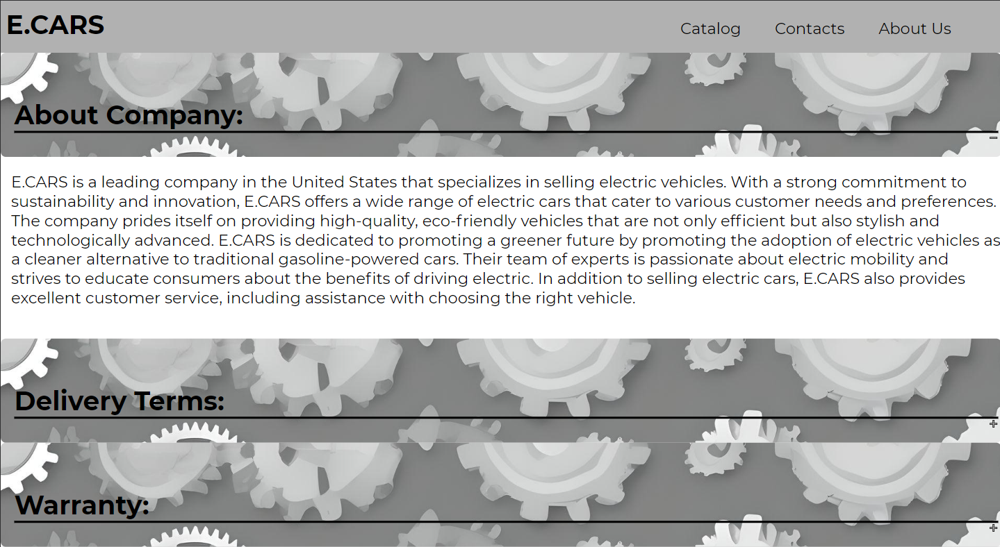 E.CARS
Catalog Contacts About Us
About Company:
E.CARS is a leading company in the United States that specializes in selling electric vehicles. With a strong commitment to
sustainability and innovation, E.CARS offers a wide range of electric cars that cater to various customer needs and preferences.
The company prides itself on providing high-quality, eco-friendly vehicles that are not only efficient but also stylish and
technologically advanced. E.CARS is dedicated to promoting a greener future by promoting the adoption of electric vehicles as
a cleaner alternative to traditional gasoline-powered cars. Their team of experts is passionate about electric mobility and
strives to educate consumers about the benefits of driving electric. In addition to selling electric cars, E.CARS also provides
excellent customer service, including assistance with choosing the right vehicle.
Delivery Terms:
Warranty: